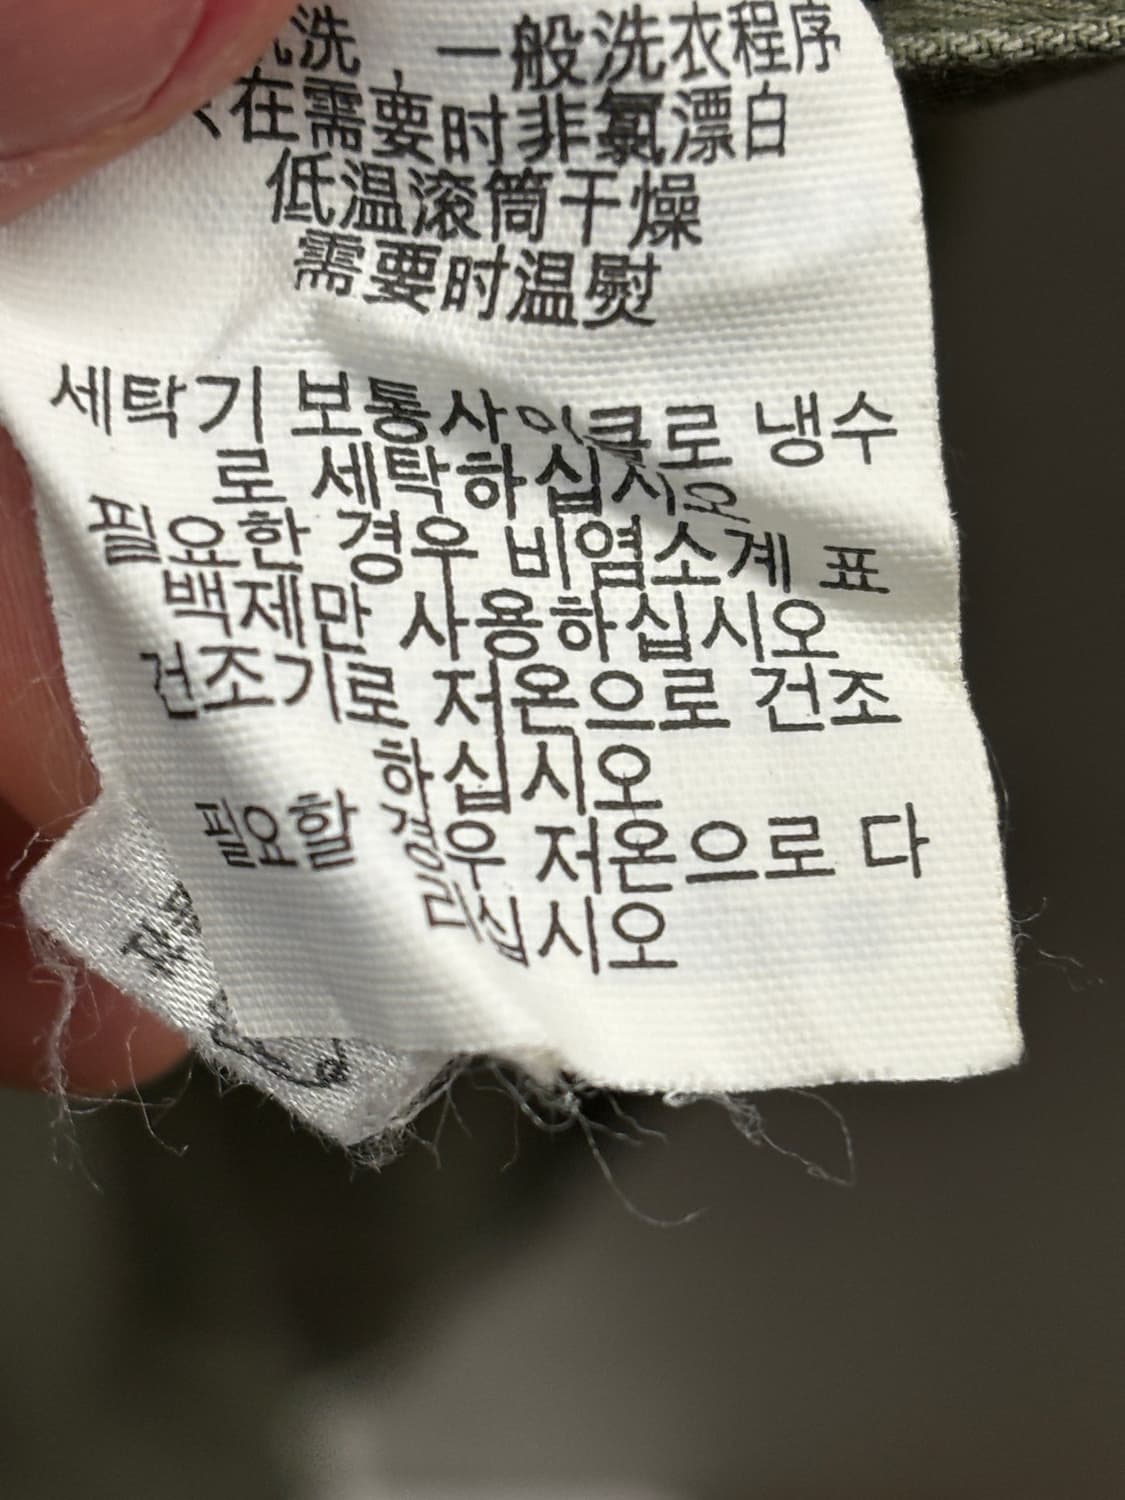 洗，一般洗衣程序
在需要时非氯漂白
低温滚筒干燥
需要时温熨
세탁기 보통사이클로 냉수
로 세탁하십시오
필요한 경우 비염소계 표
백제만 사용하십시오
건조기로 저온으로 건조
하십시오
필요할 경우 저온으로 다
리십시오